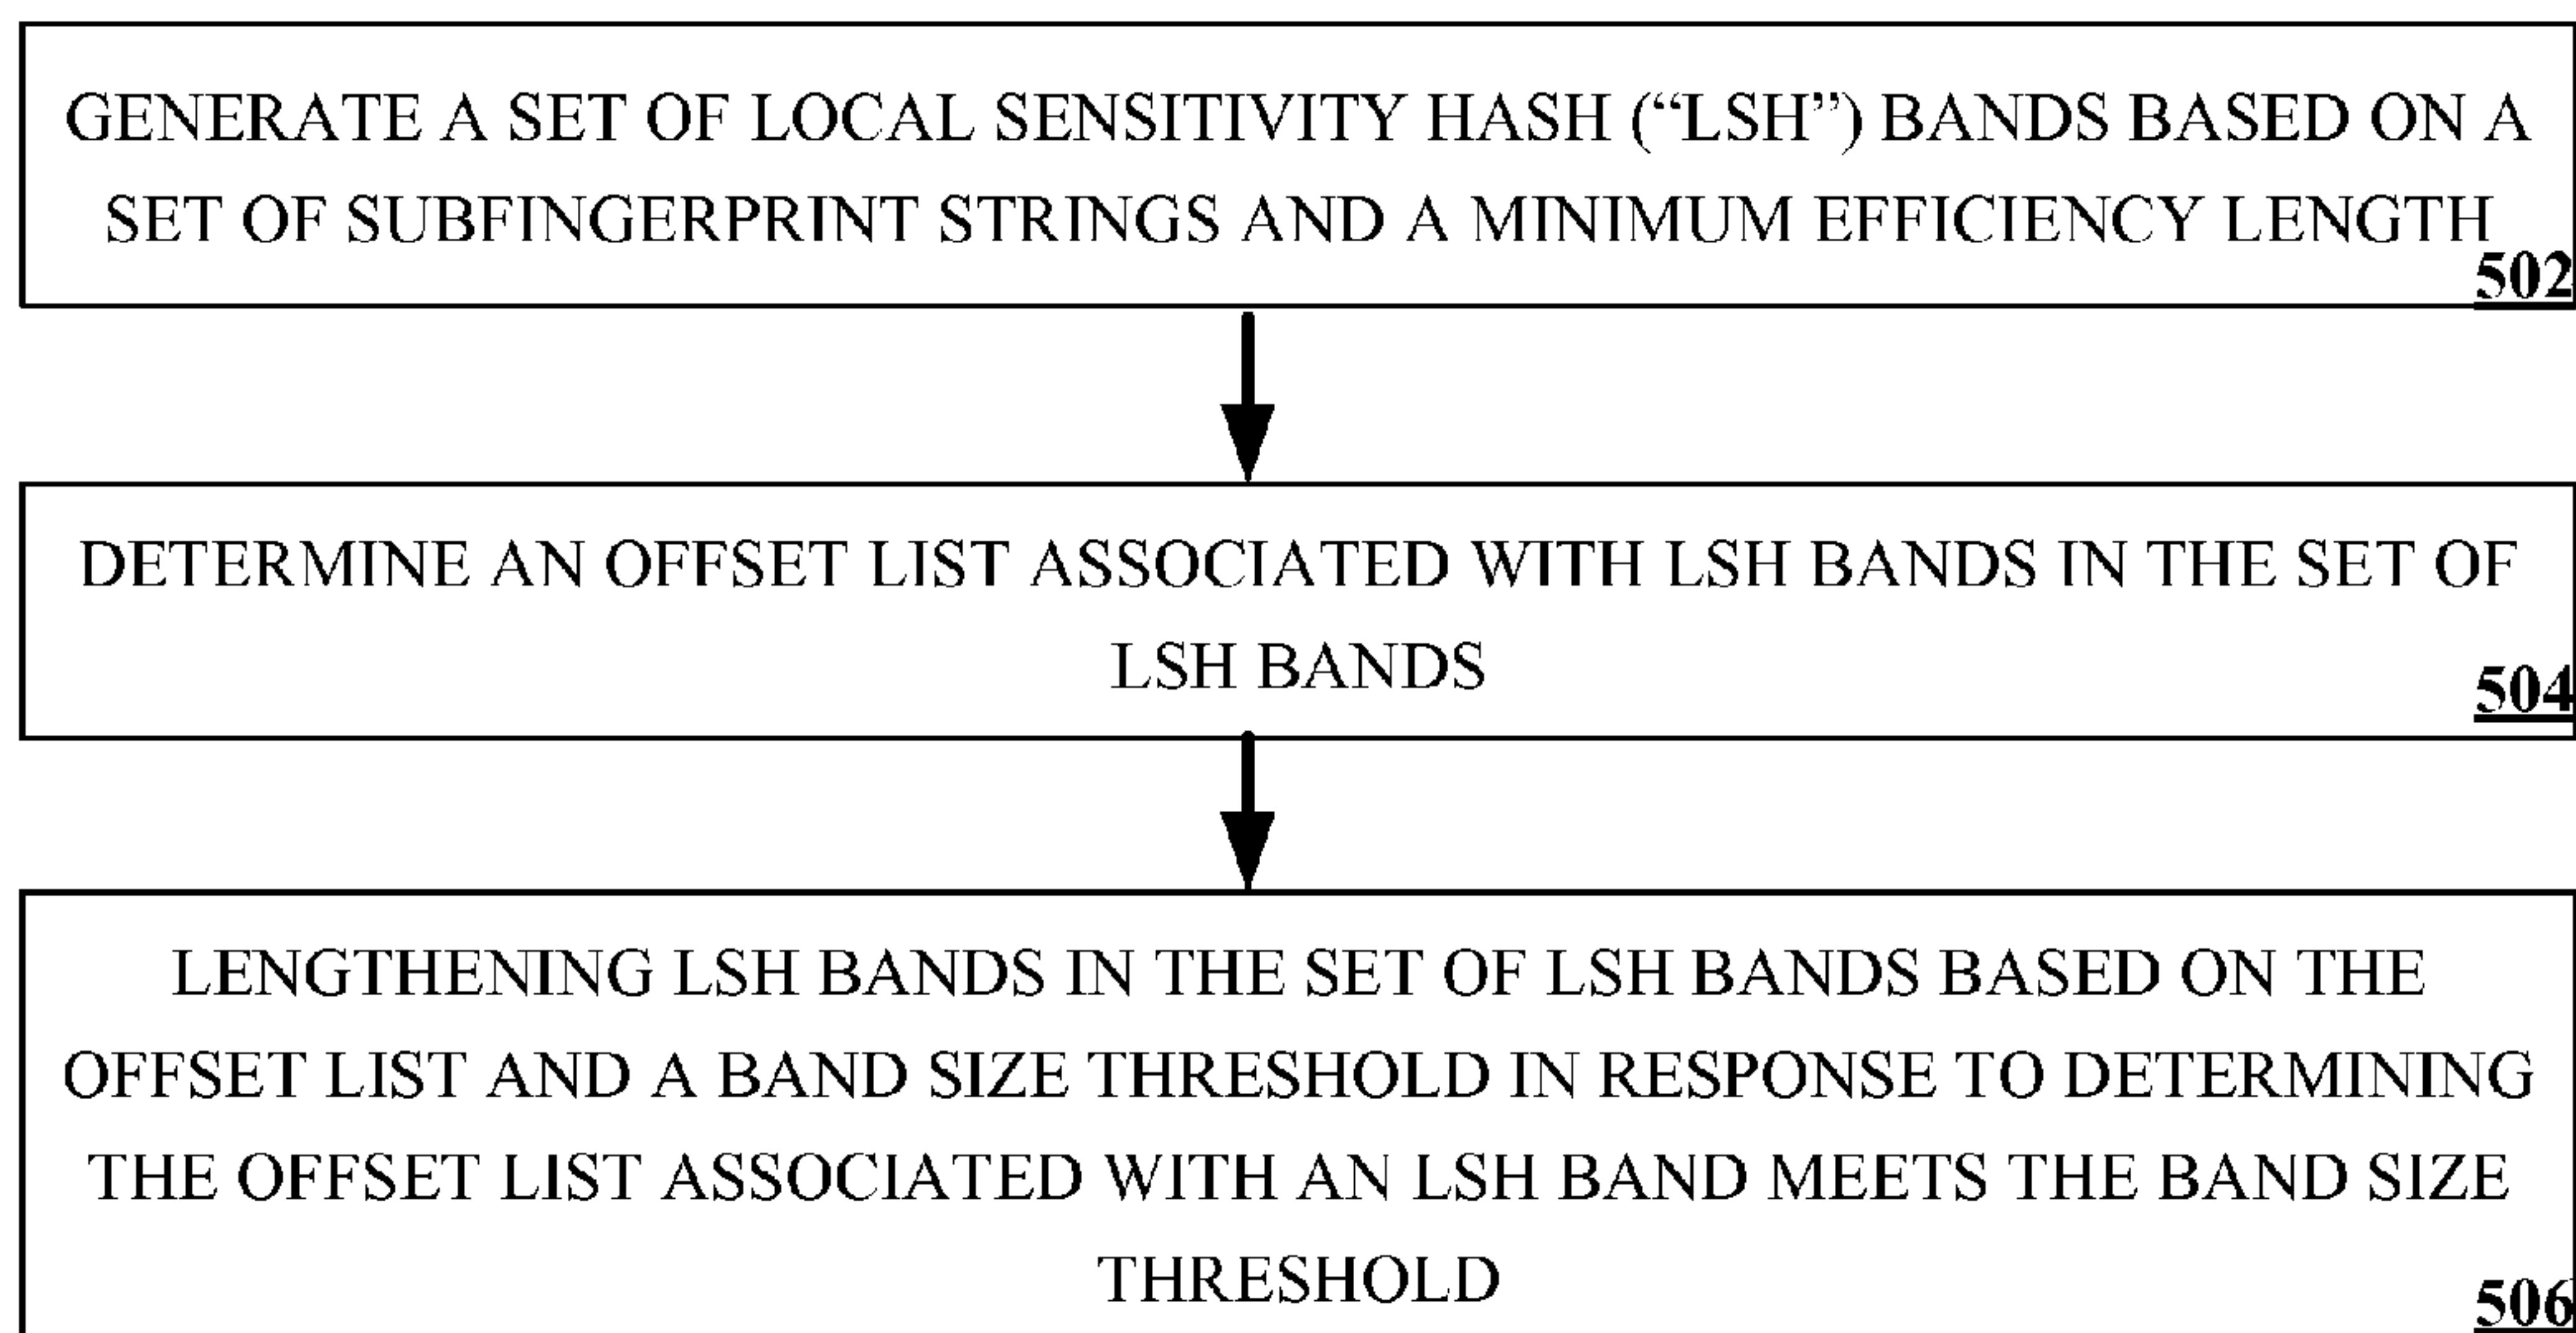 GENERATE A SET OF LOCAL SENSITIVITY HASH (“LSH”) BANDS BASED ON A
SET OF SUBFINGERPRINT STRINGS AND A MINIMUM EFFICIENCY LENGTH
502
DETERMINE AN OFFSET LIST ASSOCIATED WITH LSH BANDS IN THE SET OF
LSH BANDS
504
LENGTHENING LSH BANDS IN THE SET OF LSH BANDS BASED ON THE
OFFSET LIST AND A BAND SIZE THRESHOLD IN RESPONSE TO DETERMINING
THE OFFSET LIST ASSOCIATED WITH AN LSH BAND MEETS THE BAND SIZE
THRESHOLD
506